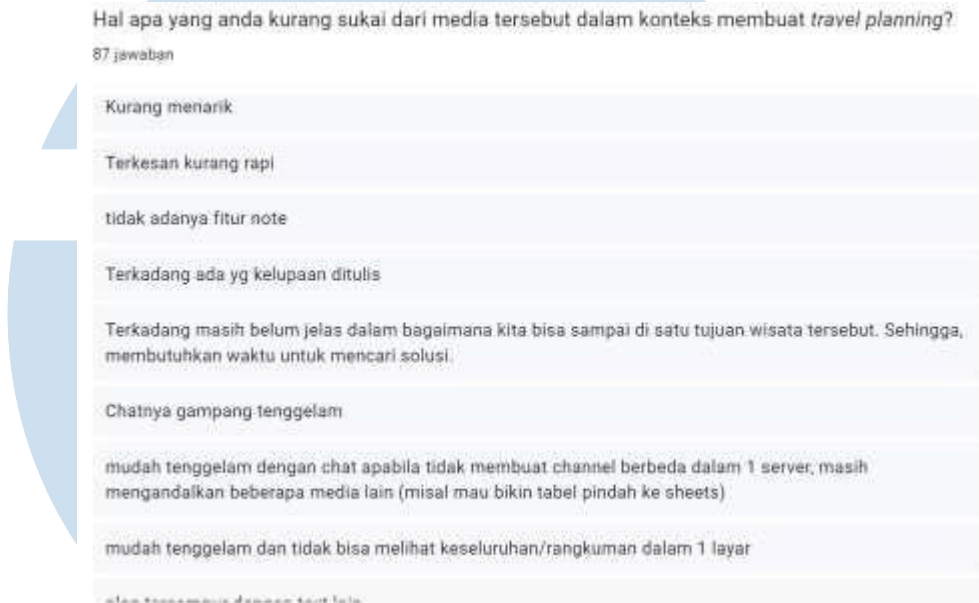 Hal apa yang anda kurang sukai dari media tersebut dalam konteks membuat travel planning?
87 jawaban
Kurang menarik
Terkesan kurang rapi
tidak adanya fitur note
Terkadang ada yg kelupaan ditulis
Terkadang masih belum jelas dalam bagaimana kita bisa sampai di satu tujuan wisata tersebut. Sehingga,
membutuhkan waktu untuk mencari solusi.
Chatnya gampang tenggelam
mudah tenggelam dengan chat apabila tidak membuat channel berbeda dalam 1 server, masih
mengandalkan beberapa media lain (misal mau bikin tabel pindah ke sheets)
mudah tenggelam dan tidak bisa melihat keseluruhan/rangkuman dalam 1 layar